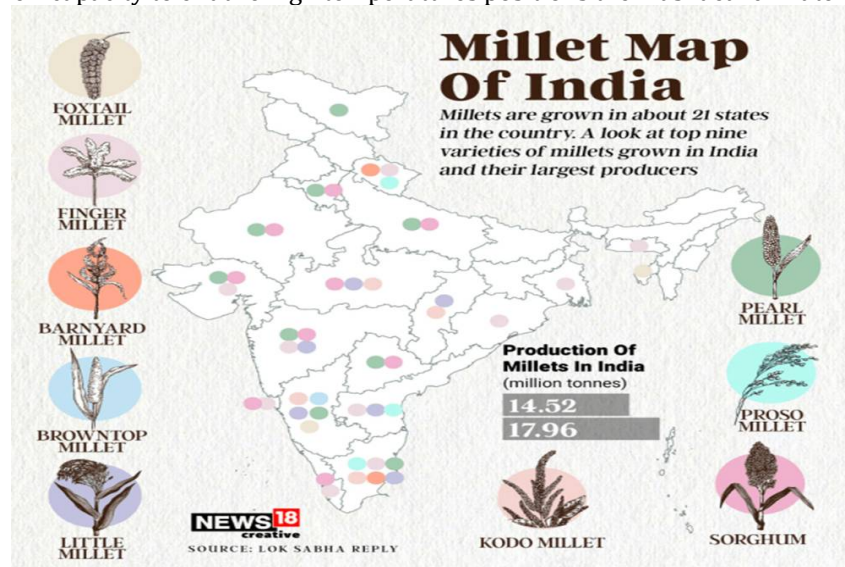 Millet Map
Of India
Millets are grown in about 21 states
in the country. A look at top nine
varieties of millets grown in India
and their largest producers
FOXTAIL
MILLET
FINGER
MILLET
BARNYARD
MILLET
BROWNTOP
MILLET
LITTLE
MILLET
PEARL
MILLET
PROSO
MILLET
SORGHUM
KODO MILLET
Production Of
Millets In India
(million tonnes)
14.52
17.96
NEWS 18
creative
SOURCE: LOK SABHA REPLY